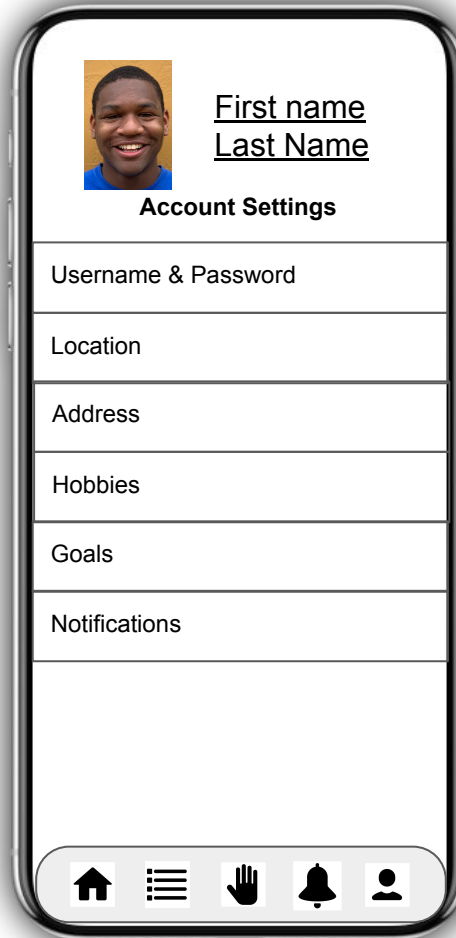 First name
Last Name
Account Settings
Username & Password
Location
Address
Hobbies
Goals
Notifications